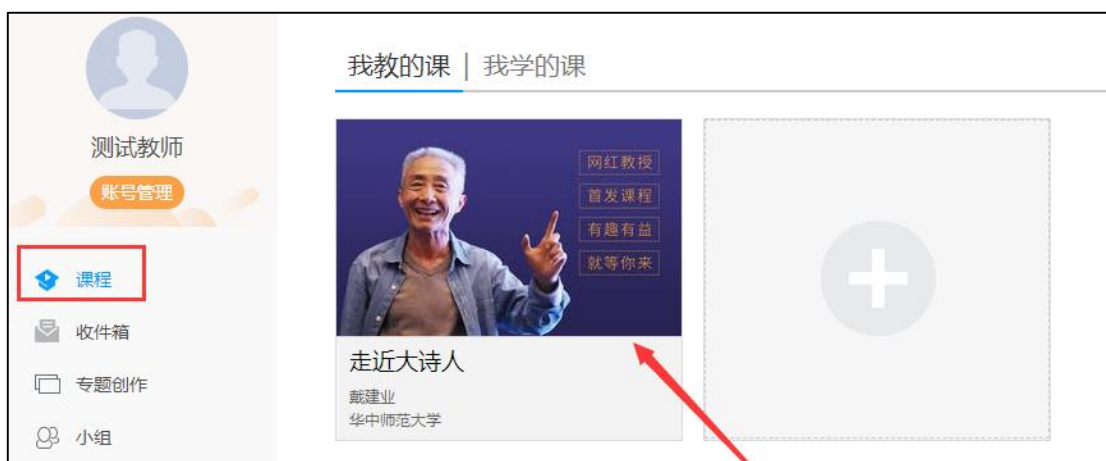 测试教师
账号管理
课程
收件箱
专题创作
小组
我教的课 | 我学的课
网红教授
首发课程
有趣有益
就等你来
走近大诗人
戴建业
华中师范大学